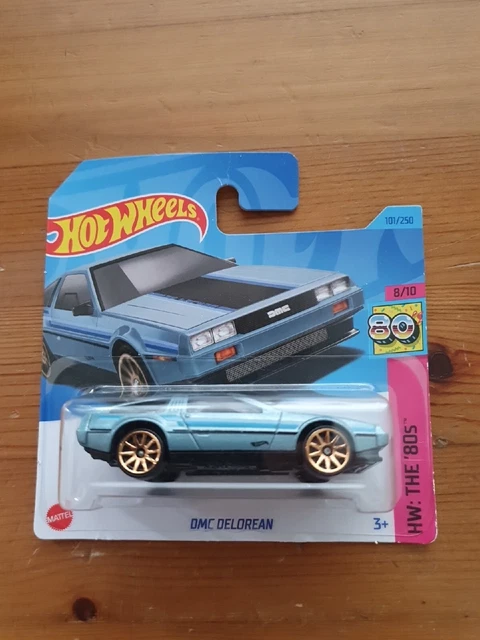 HOT WHEELS
101/250
8/10
80's
DMC
HW: THE '80s
MATTEL
DMC DELOREAN
3+